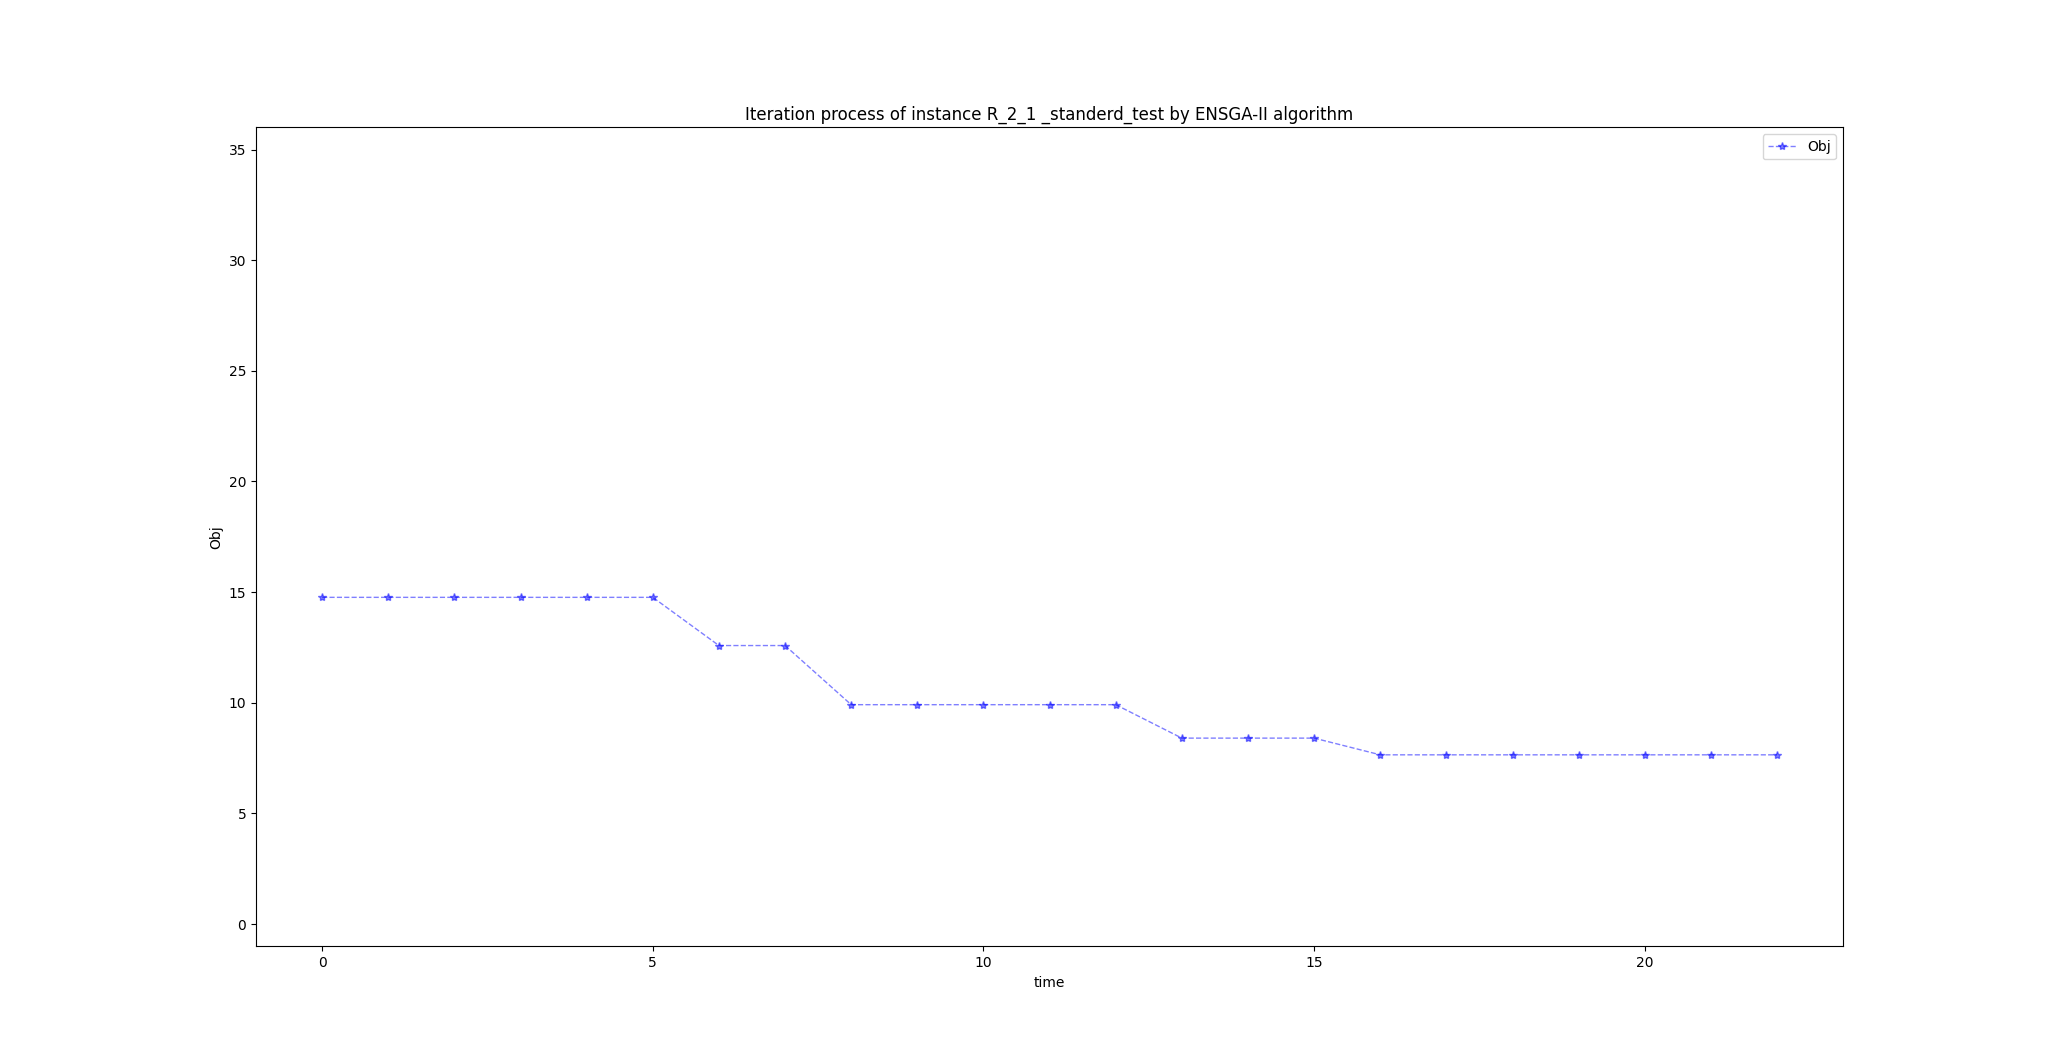 Iteration process of instance R_2_1 _standerd_test by ENSGA-II algorithm
Obj
35
30
25
20
15
10
5
0
Obj
0 5 10 15 20
time